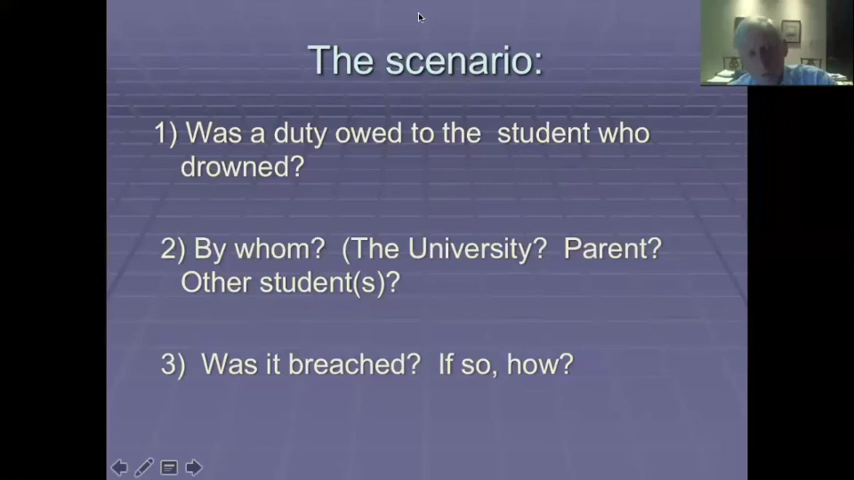 The scenario:
1) Was a duty owed to the student who
drowned?
2) By whom? (The University? Parent?
Other student(s)?
3) Was it breached? If so, how?